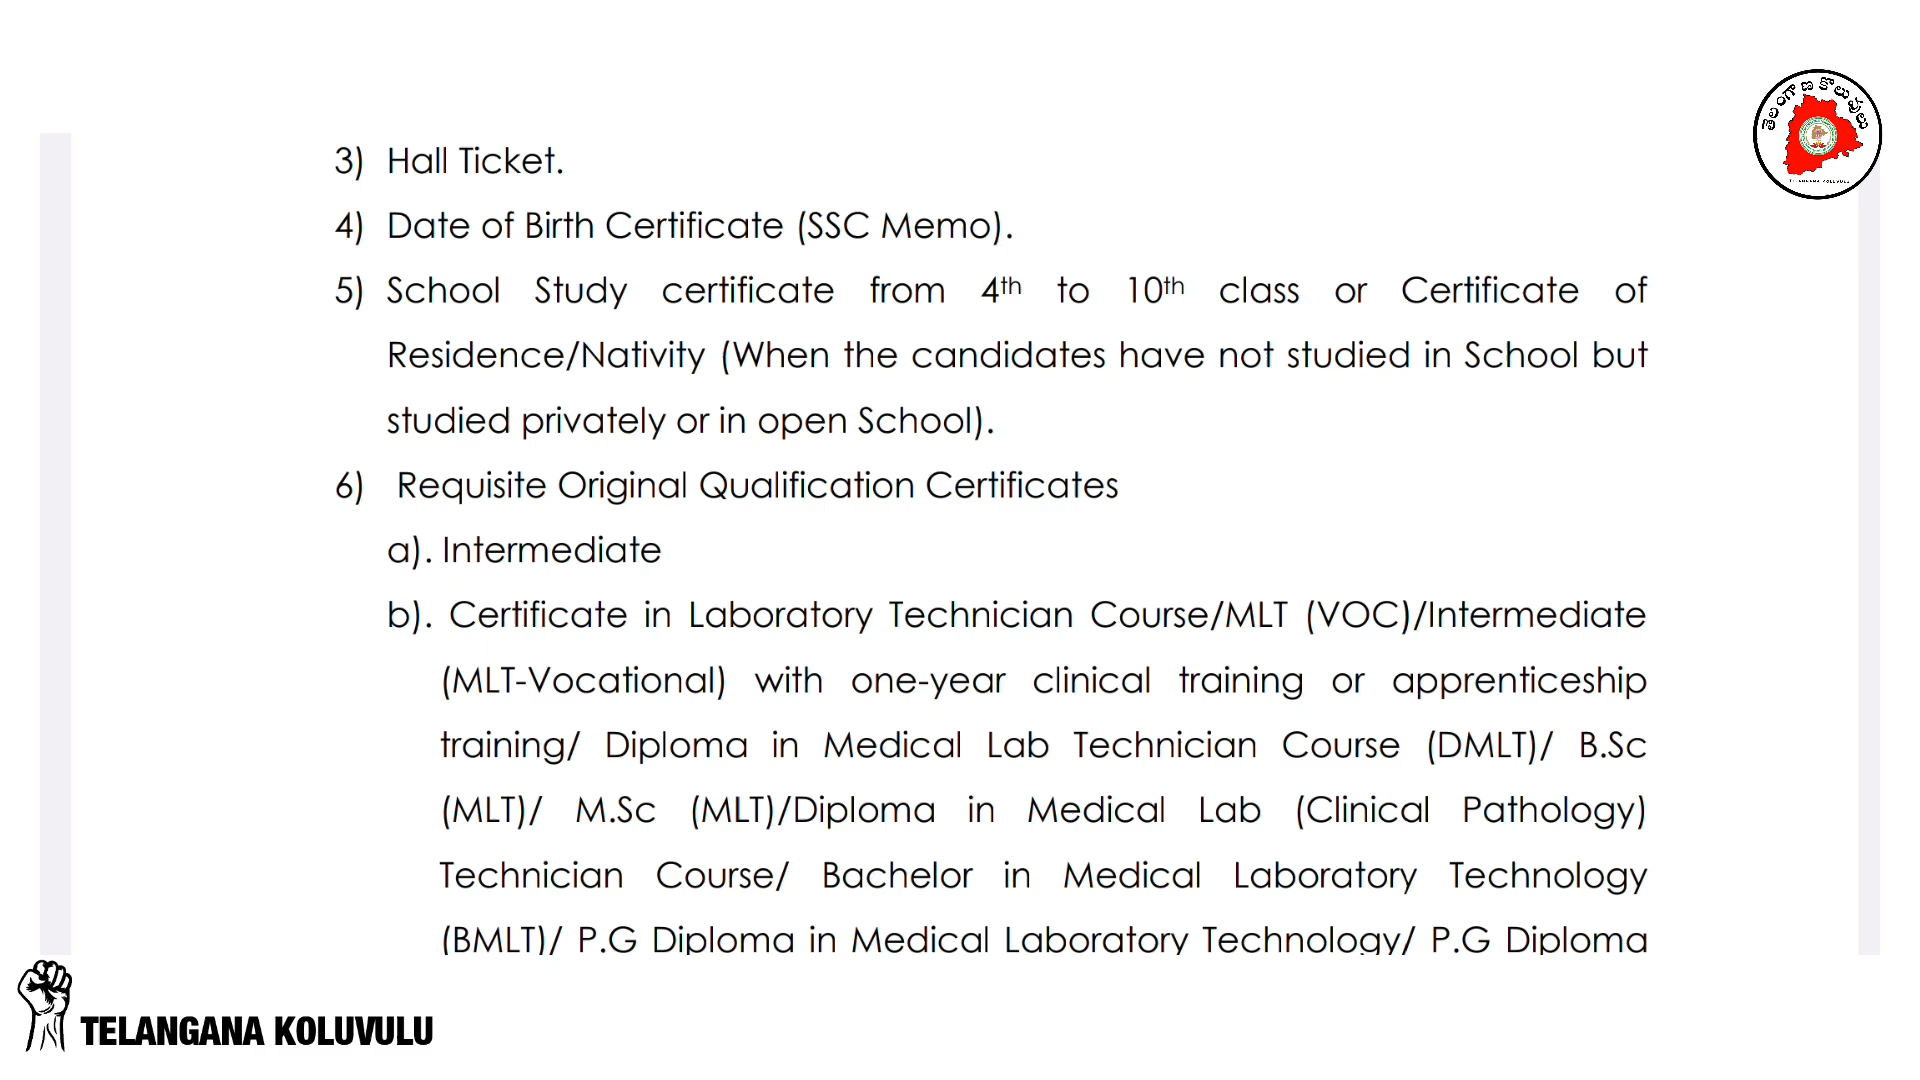 తెలంగాణ కొలువులు
TELANGANA KOLUVULU
3) Hall Ticket.
4) Date of Birth Certificate (SSC Memo).
5) School Study certificate from 4th to 10th class or Certificate of
Residence/Nativity (When the candidates have not studied in School but
studied privately or in open School).
6) Requisite Original Qualification Certificates
a). Intermediate
b). Certificate in Laboratory Technician Course/MLT (VOC)/Intermediate
(MLT-Vocational) with one-year clinical training or apprenticeship
training/ Diploma in Medical Lab Technician Course (DMLT)/ B.Sc
(MLT)/ M.Sc (MLT)/Diploma in Medical Lab (Clinical Pathology)
Technician Course/ Bachelor in Medical Laboratory Technology
(BMLT)/ P.G Diploma in Medical Laboratory Technology/ P.G Diploma
TELANGANA KOLUVULU